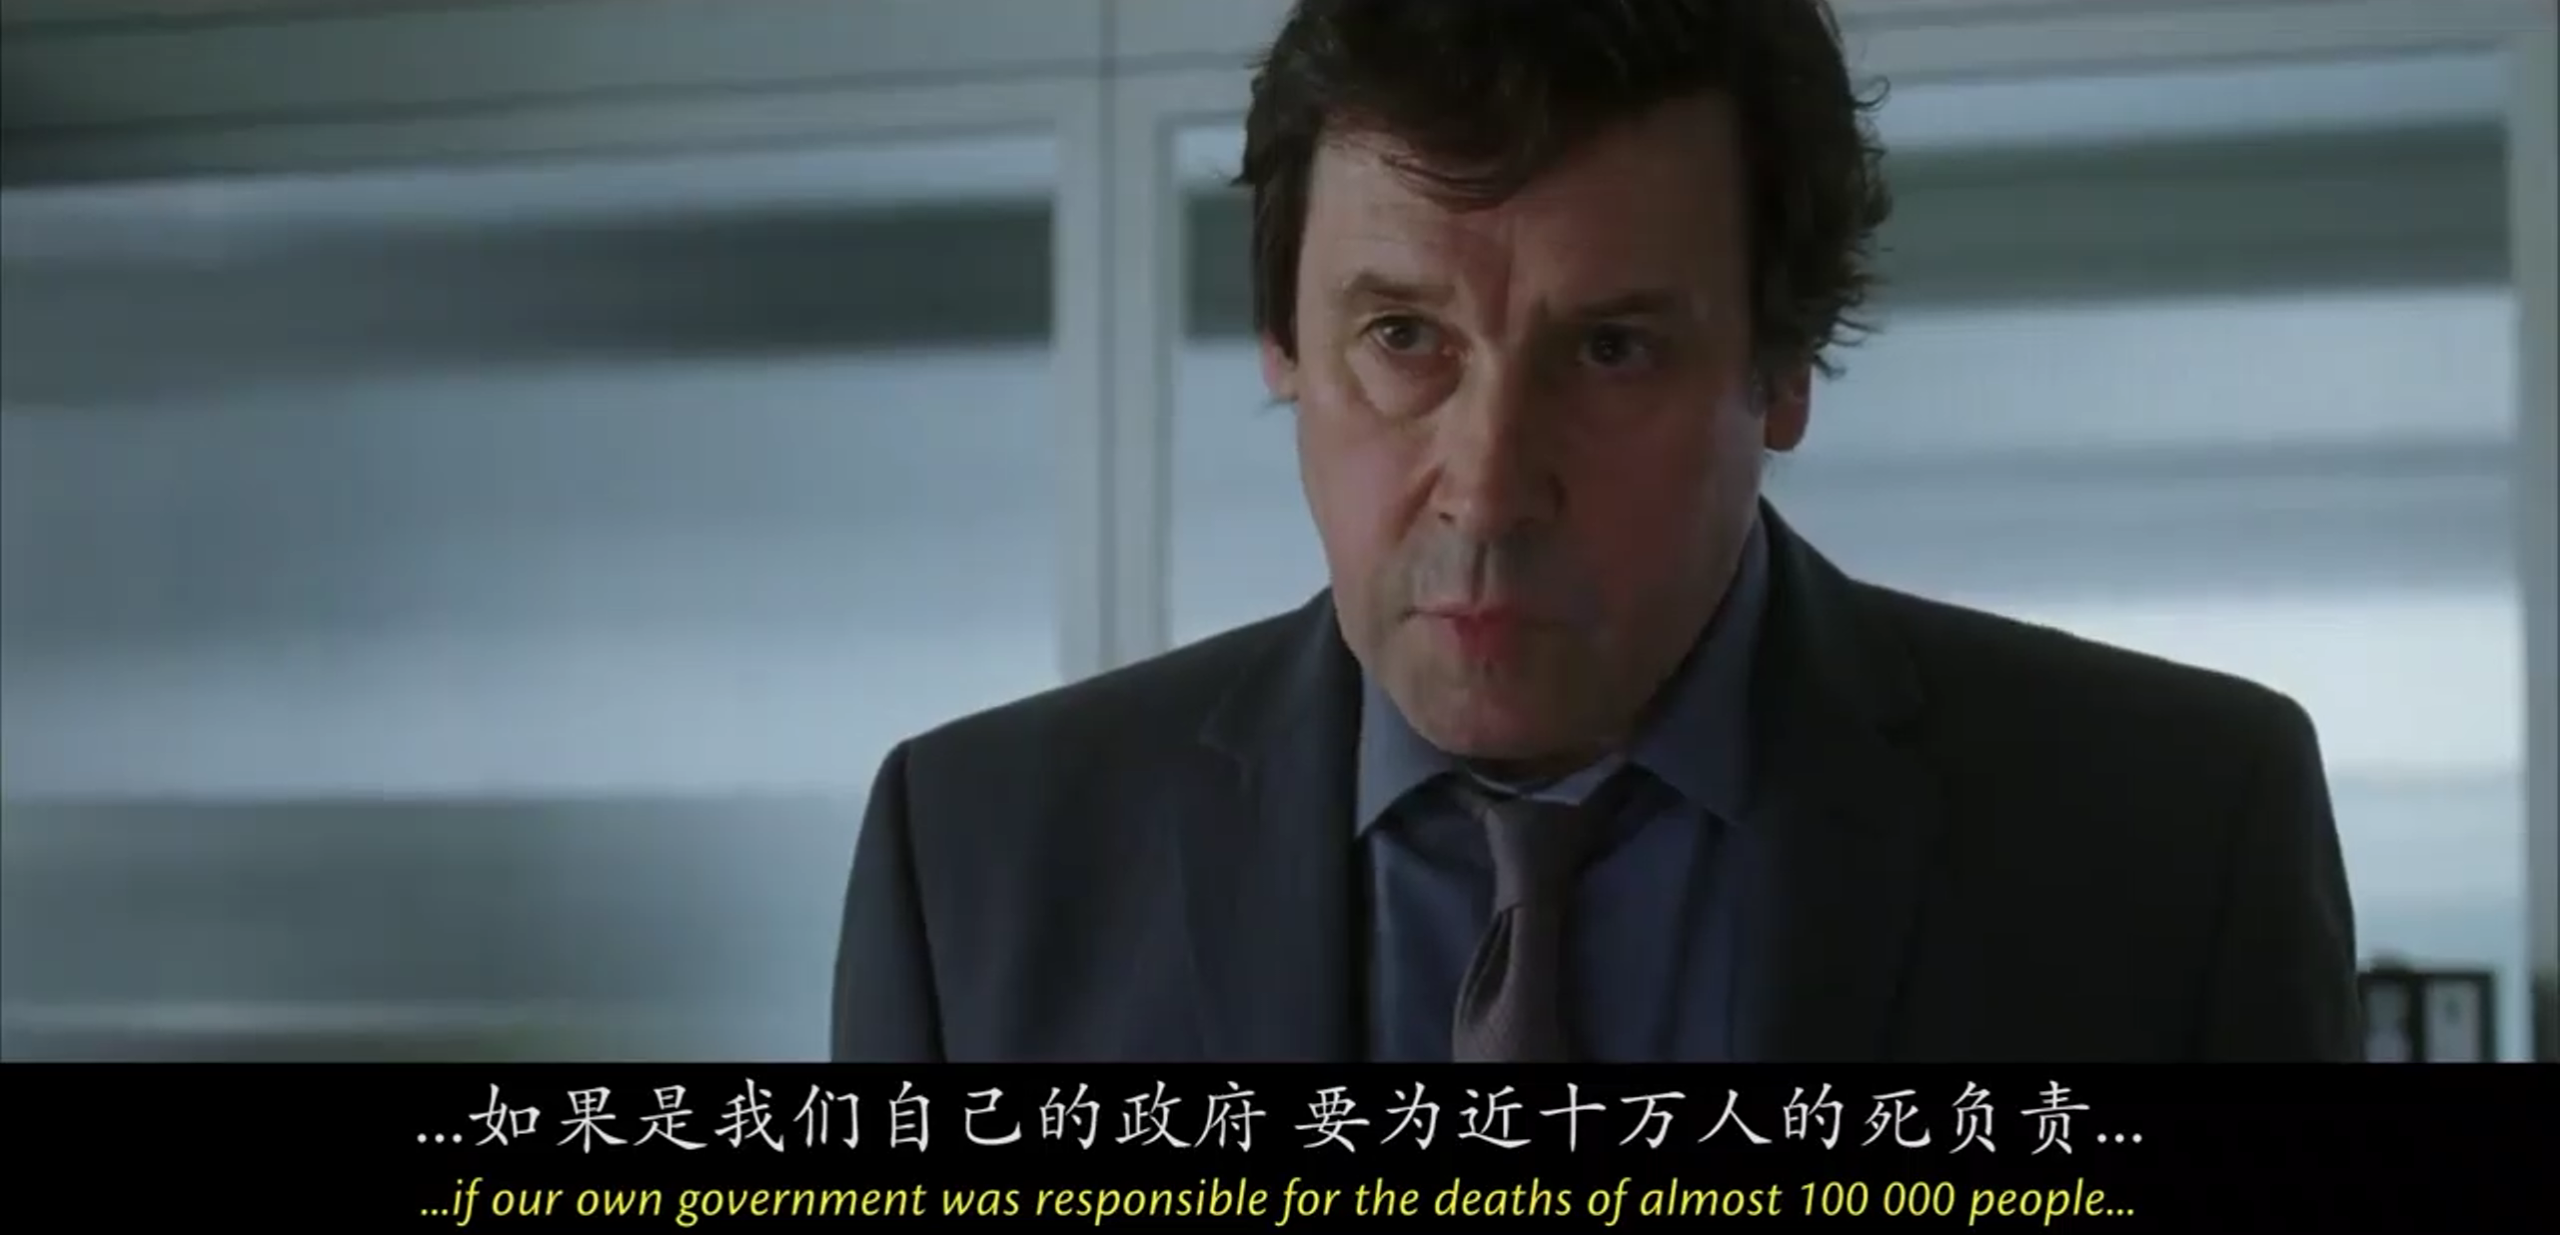 ...如果是我们自己的政府 要为近十万人的死负责...
...if our own government was responsible for the deaths of almost 100 000 people...